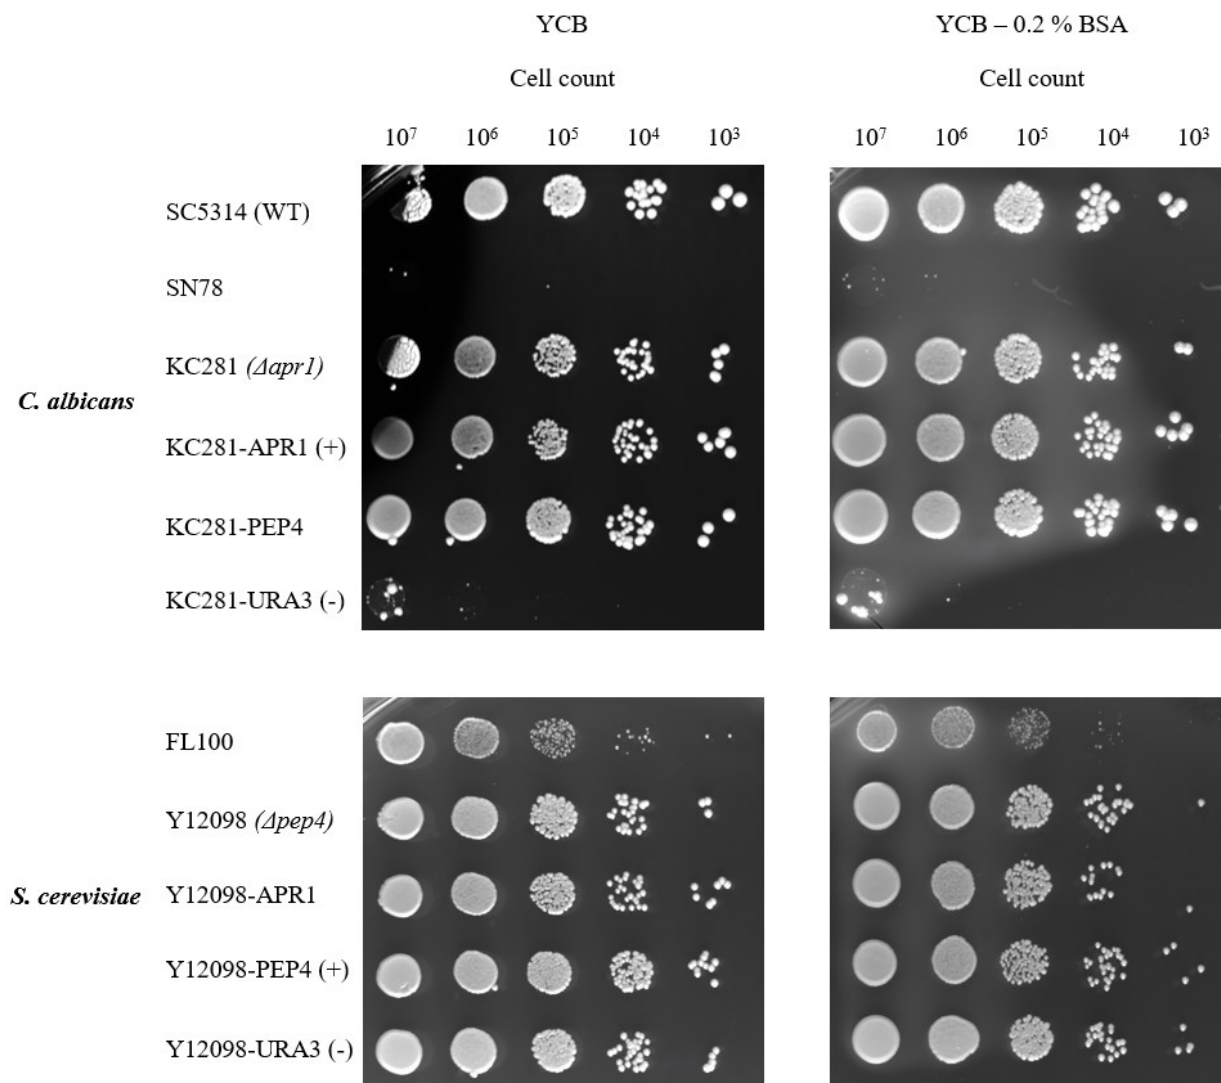 YCB
YCB – 0.2 % BSA
Cell count
Cell count
10⁷ 10⁶ 10⁵ 10⁴ 10³
10⁷ 10⁶ 10⁵ 10⁴ 10³
C. albicans
SC5314 (WT)
SN78
KC281 (Δapr1)
KC281-APR1 (+)
KC281-PEP4
KC281-URA3 (-)
S. cerevisiae
FL100
Y12098 (Δpep4)
Y12098-APR1
Y12098-PEP4 (+)
Y12098-URA3 (-)